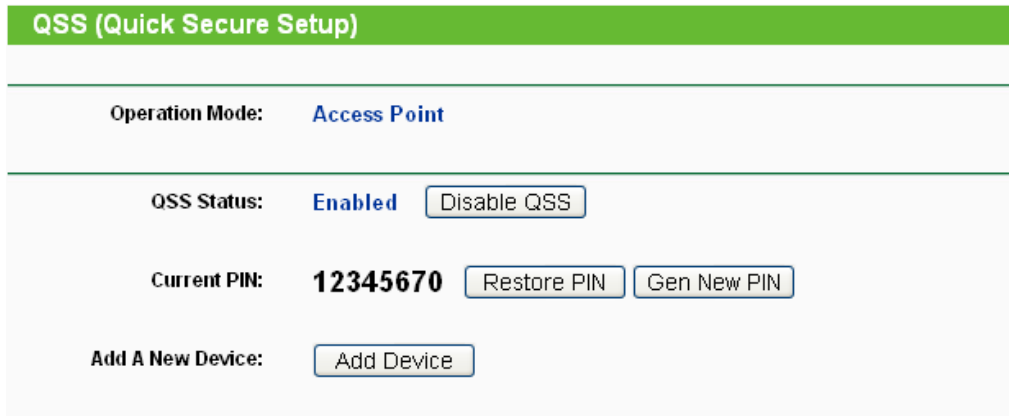 QSS (Quick Secure Setup)
Operation Mode: Access Point
QSS Status: Enabled Disable QSS
Current PIN: 12345670 Restore PIN Gen New PIN
Add A New Device: Add Device